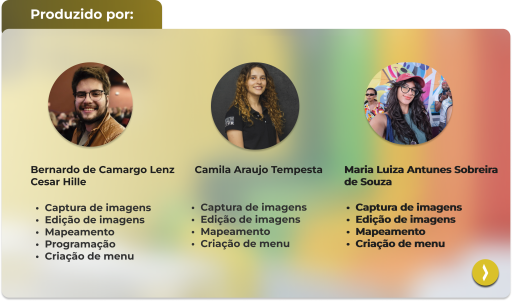 Produzido por:
Bernardo de Camargo Lenz
Cesar Hille
• Captura de imagens
• Edição de imagens
• Mapeamento
• Programação
• Criação de menu
Camila Araujo Tempesta
• Captura de imagens
• Edição de imagens
• Mapeamento
• Criação de menu
Maria Luiza Antunes Sobreira
de Souza
• Captura de imagens
• Edição de imagens
• Mapeamento
• Criação de menu